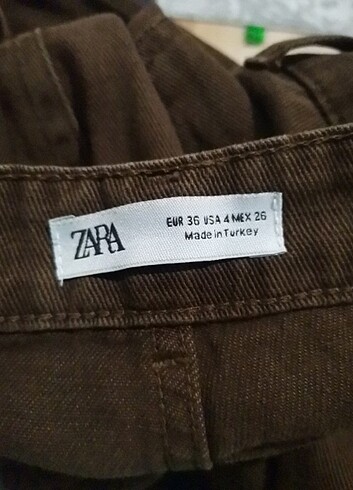 ZARA
EUR 36 USA 4 MEX 26
Made in Turkey